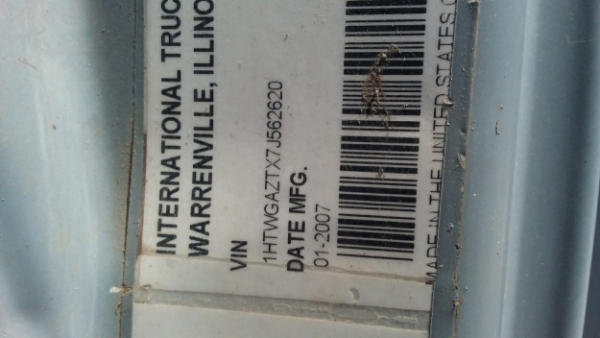 INTERNATIONAL TRUC
WARRENVILLE, ILLINO
VIN
1HTWGAZTX7J562620
DATE MFG.
01-2007
MADE IN THE UNITED STATES O